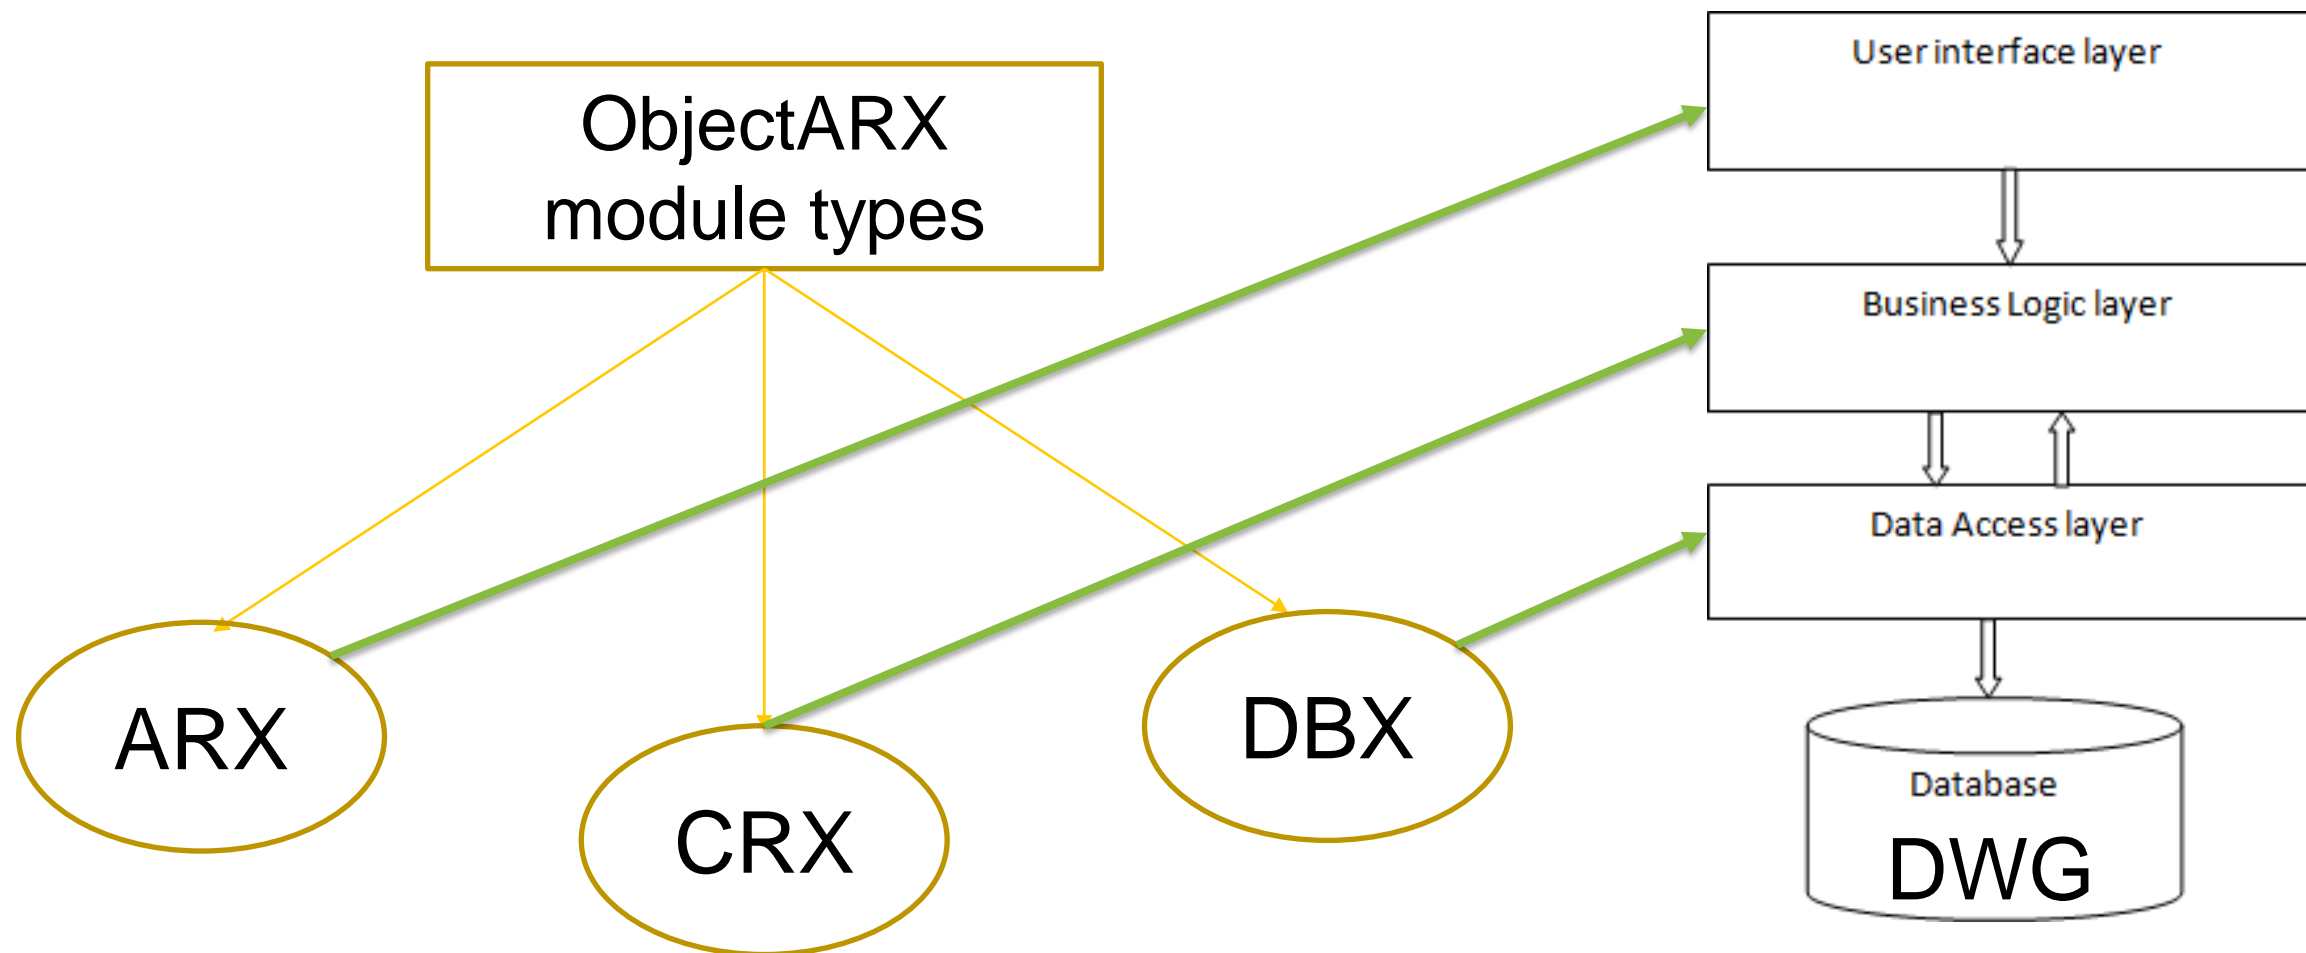 ObjectARX
module types
ARX
CRX
DBX
User interface layer
Business Logic layer
Data Access layer
Database
DWG